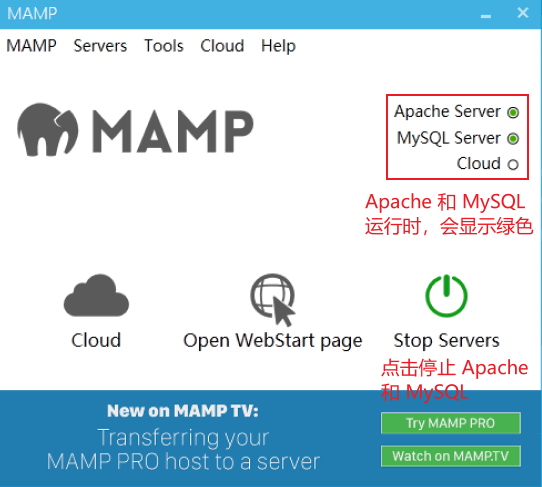 MAMP
MAMP Servers Tools Cloud Help
MAMP
Apache Server
MySQL Server
Cloud
Apache 和 MySQL
运行时，会显示绿色
Cloud
Open WebStart page
Stop Servers
点击停止 Apache
和 MySQL
New on MAMP TV:
Transferring your
MAMP PRO host to a server
Try MAMP PRO
Watch on MAMP.TV